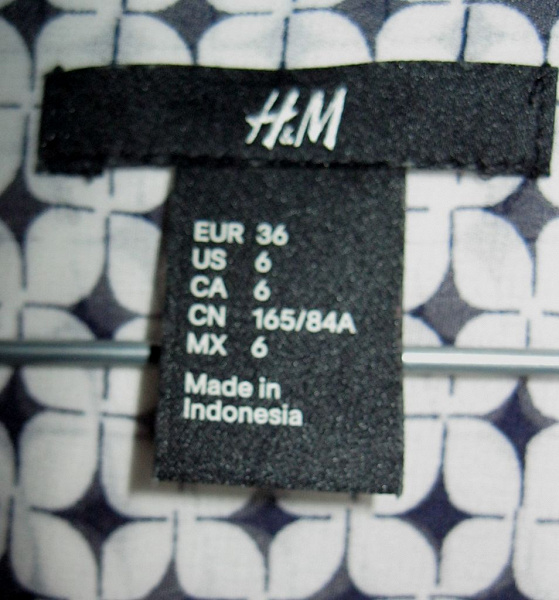 H&M
EUR 36
US 6
CA 6
CN 165/84A
MX 6
Made in
Indonesia